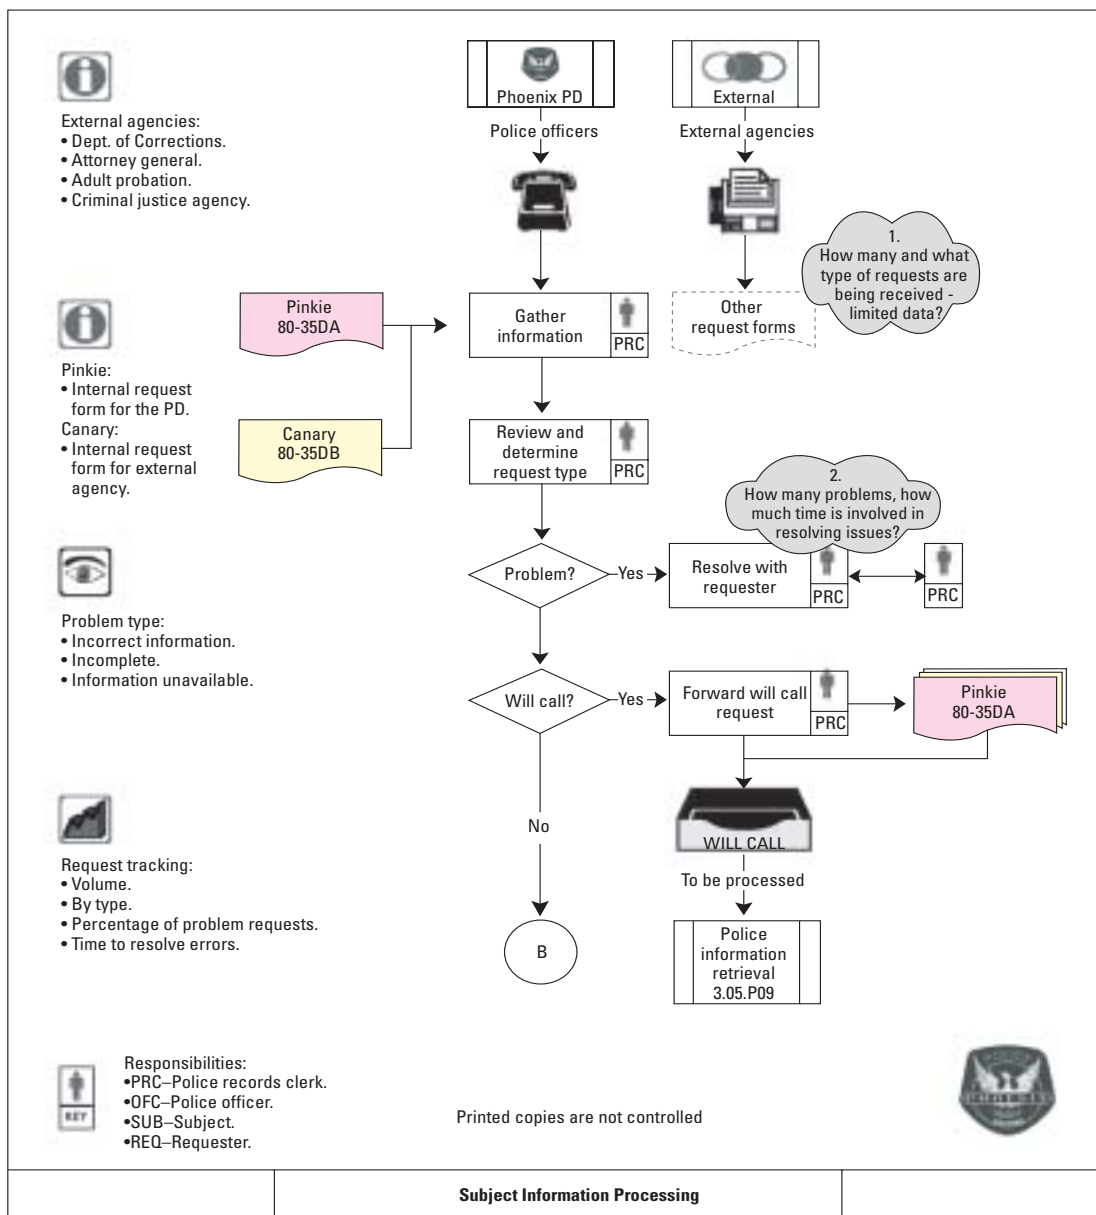 Phoenix PD
External
Police officers
External agencies
External agencies:
• Dept. of Corrections.
• Attorney general.
• Adult probation.
• Criminal justice agency.
1.
How many and what
type of requests are
being received -
limited data?
Pinkie
80-35DA
Gather
information
PRC
Other
request forms
Pinkie:
• Internal request
form for the PD.
Canary:
• Internal request
form for external
agency.
Canary
80-35DB
Review and
determine
request type
PRC
2.
How many problems, how
much time is involved in
resolving issues?
Problem?
Yes
Resolve with
requester
PRC
PRC
Problem type:
• Incorrect information.
• Incomplete.
• Information unavailable.
Will call?
Yes
Forward will call
request
PRC
Pinkie
80-35DA
No
WILL CALL
To be processed
Request tracking:
• Volume.
• By type.
• Percentage of problem requests.
• Time to resolve errors.
B
Police
information
retrieval
3.05.P09
KEY
Responsibilities:
•PRC–Police records clerk.
•OFC–Police officer.
•SUB–Subject.
•REQ–Requester.
Printed copies are not controlled
Subject Information Processing